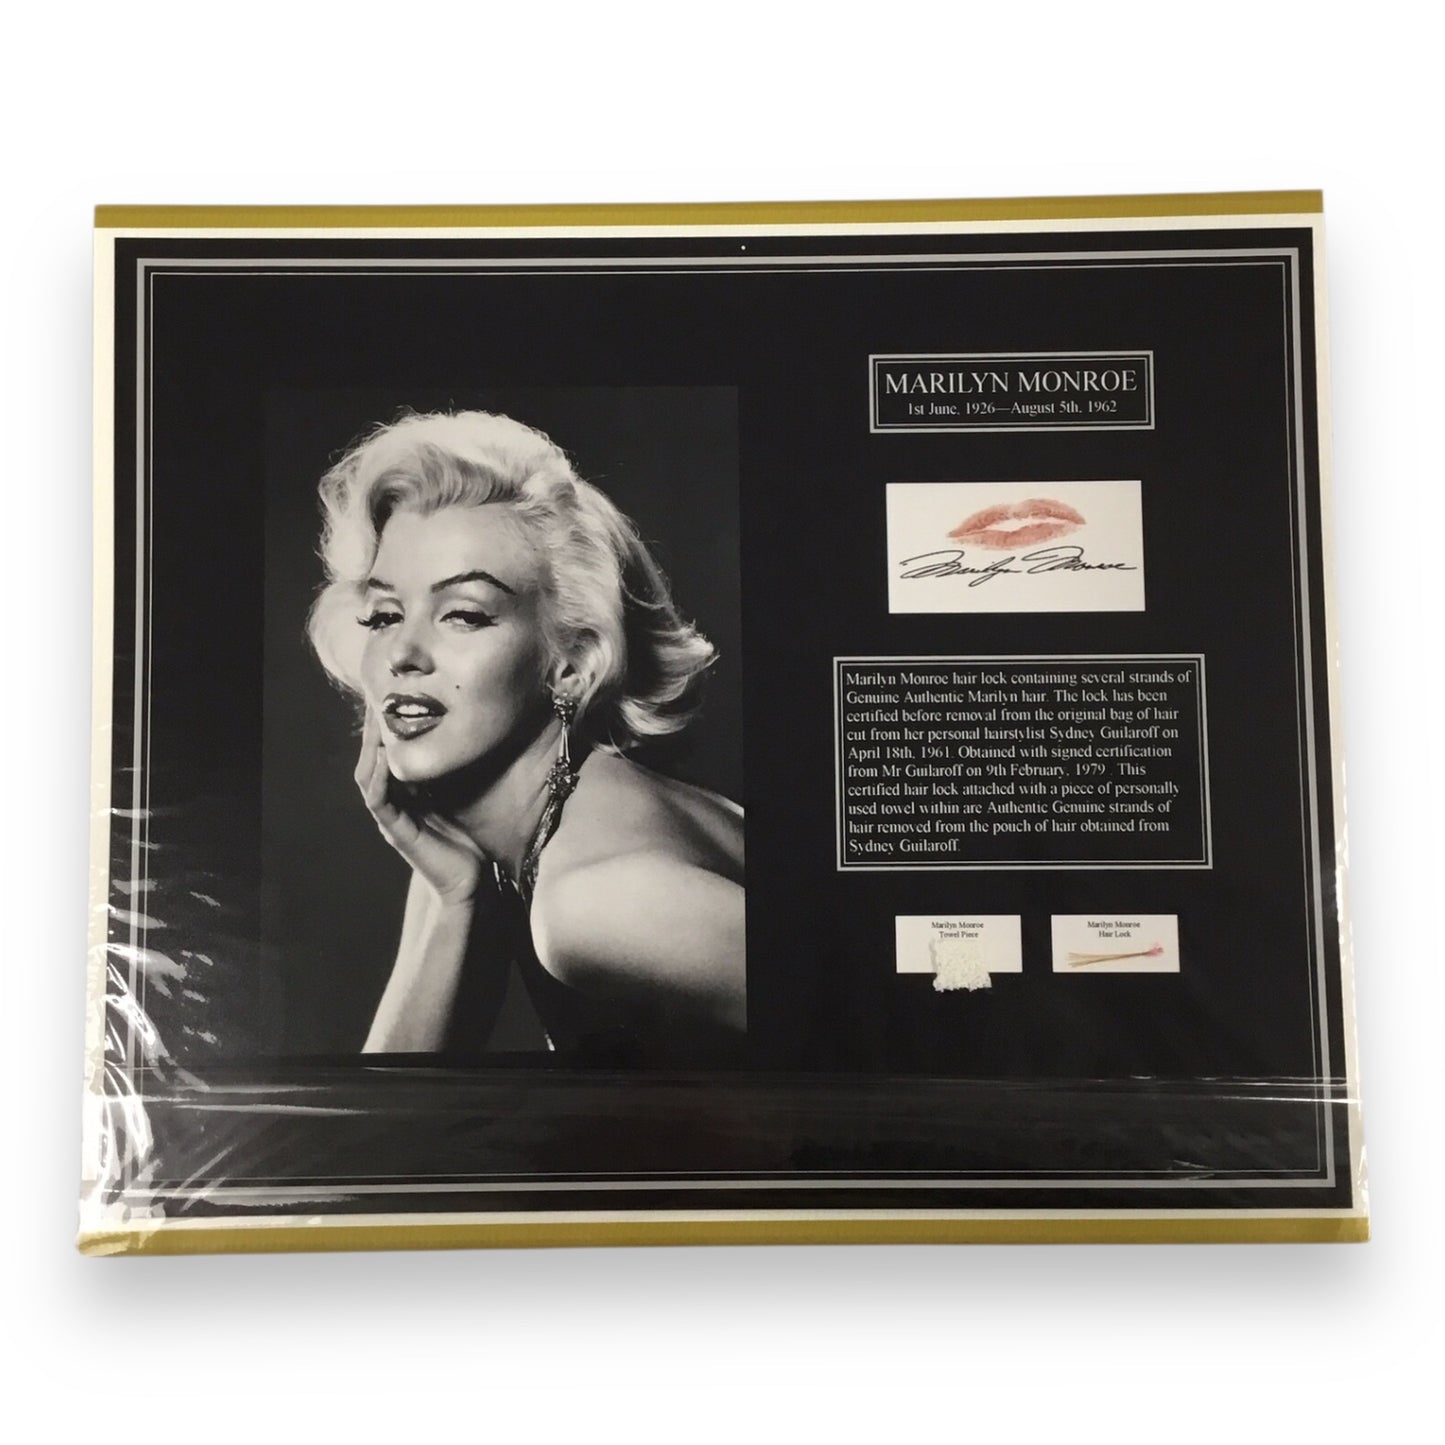 MARILYN MONROE
1st June, 1926—August 5th, 1962
Marilyn Monroe
Marilyn Monroe hair lock containing several strands of
Genuine Authentic Marilyn hair. The lock has been
certified before removal from the original bag of hair
cut from her personal hairstylist Sydney Guilaroff on
April 18th, 1961. Obtained with signed certification
from Mr Guilaroff on 9th February, 1979 . This
certified hair lock attached with a piece of personally
used towel within are Authentic Genuine strands of
hair removed from the pouch of hair obtained from
Sydney Guilaroff.
Marilyn Monroe
Towel Piece
Marilyn Monroe
Hair Lock